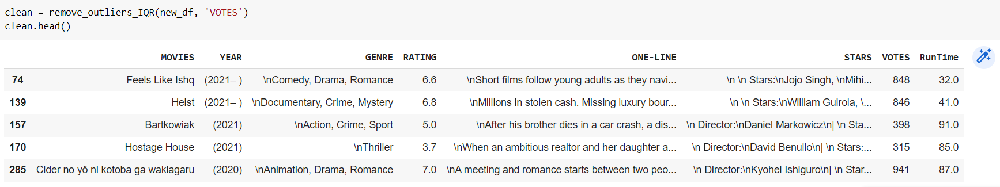 clean = remove_outliers_IQR(new_df, 'VOTES')
clean.head()
MOVIES YEAR GENRE RATING ONE-LINE STARS VOTES RunTime
74 Feels Like Ishq (2021– ) \nComedy, Drama, Romance 6.6 \nShort films follow young adults as they navi... \n \n Stars:\nJojo Singh, \nMihi... 848 32.0
139 Heist (2021– ) \nDocumentary, Crime, Mystery 6.8 \nMillions in stolen cash. Missing luxury bour... \n \n Stars:\nWilliam Guirola, \... 846 41.0
157 Bartkowiak (2021) \nAction, Crime, Sport 5.0 \nAfter his brother dies in a car crash, a dis... \n Director:\nDaniel Markowicz\n| \n Sta... 398 91.0
170 Hostage House (2021) \nThriller 3.7 \nWhen an ambitious realtor and her daughter a... \n Director:\nDavid Benullo\n| \n Stars:... 315 85.0
285 Cider no yô ni kotoba ga wakiagaru (2020) \nAnimation, Drama, Romance 7.0 \nA meeting and romance starts between two peo... \n Director:\nKyohei Ishiguro\n| \n Star... 941 87.0